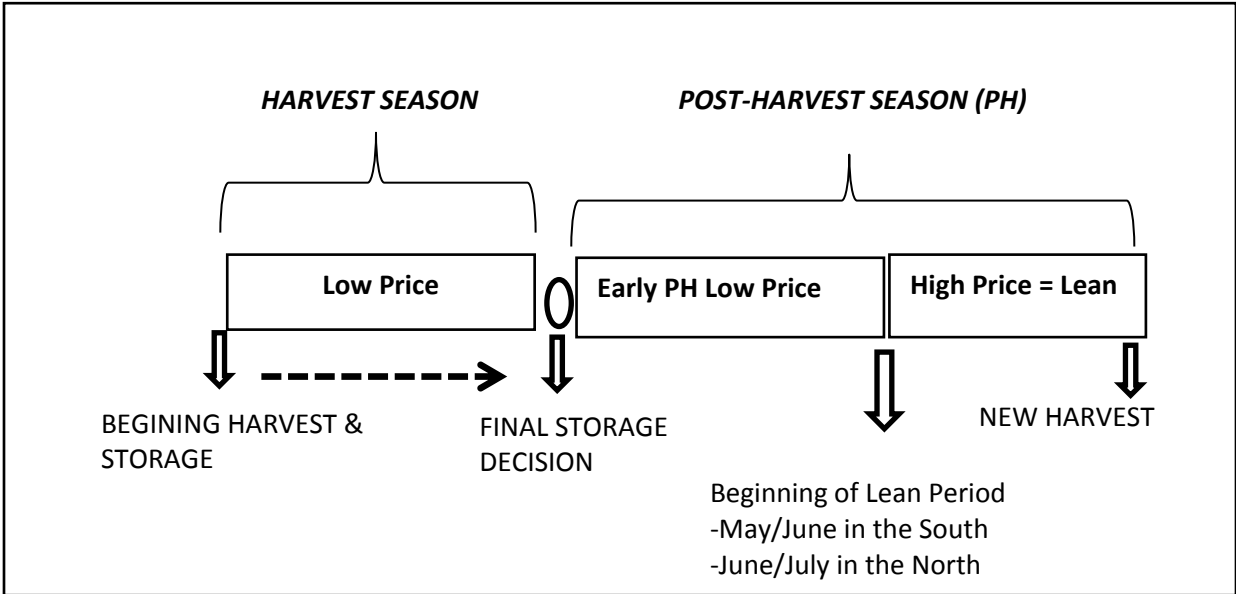 HARVEST SEASON
POST-HARVEST SEASON (PH)
Low Price
Early PH Low Price
High Price = Lean
BEGINING HARVEST &
STORAGE
FINAL STORAGE
DECISION
NEW HARVEST
Beginning of Lean Period
-May/June in the South
-June/July in the North